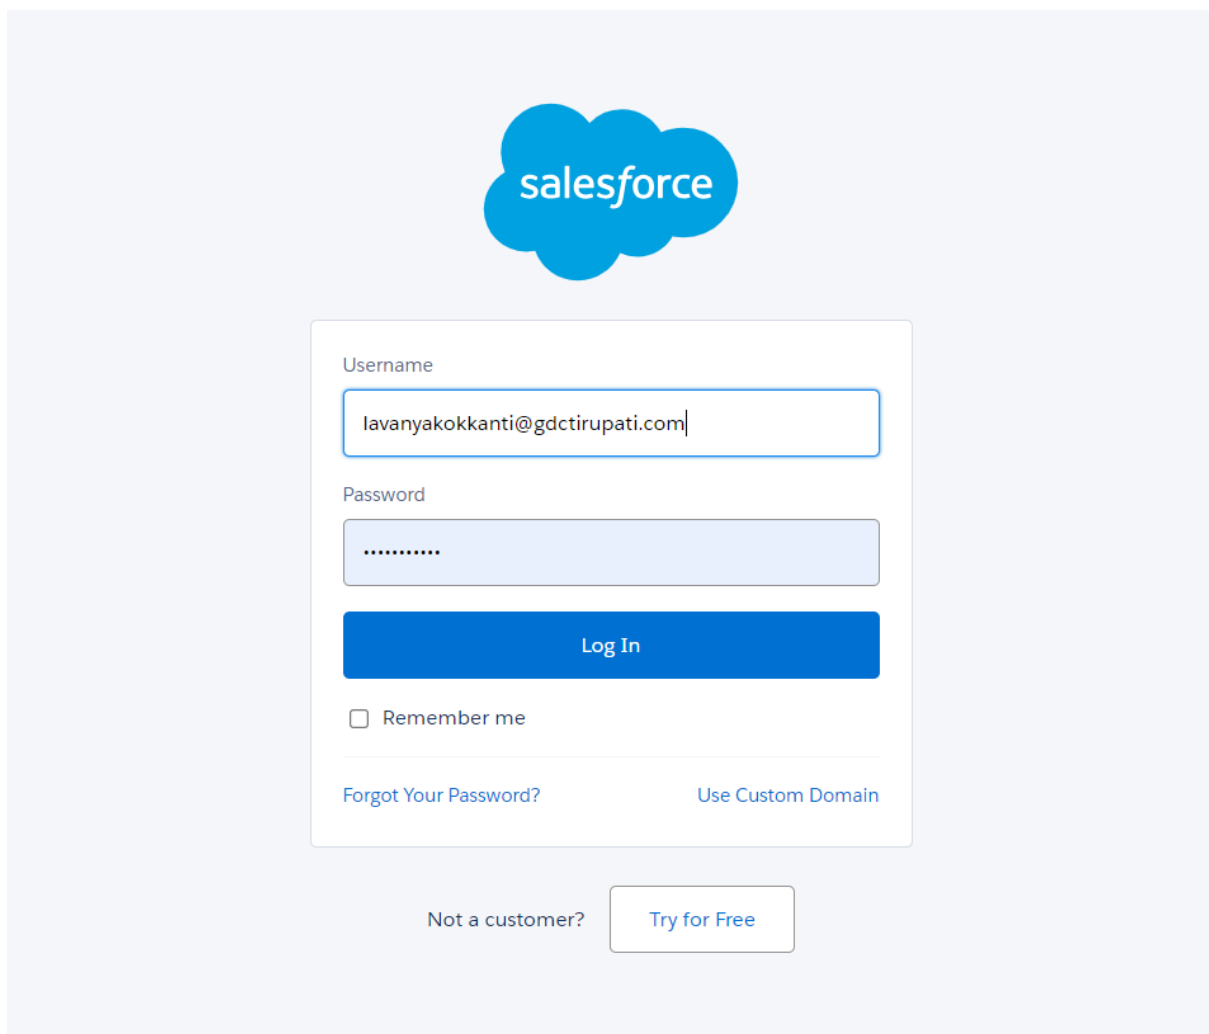 salesforce
Username
lavanyakokkanti@gdctirupati.com
Password
•••••••••••
Log In
Remember me
Forgot Your Password? Use Custom Domain
Not a customer? Try for Free